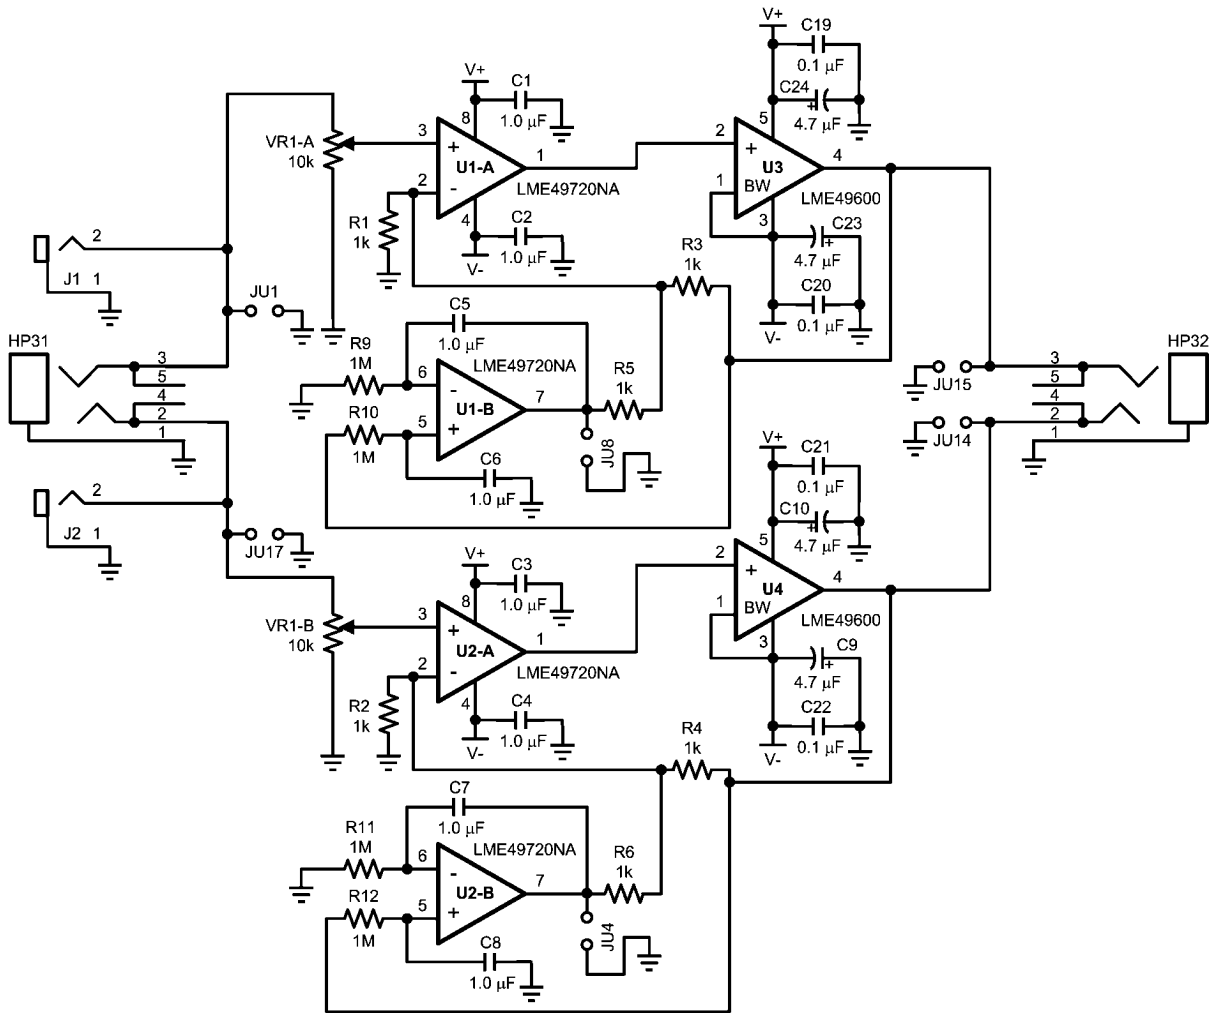 V+
C19
0.1 µF
C24
4.7 µF
V+
C1
1.0 µF
8
5
VR1-A
10k
3
+
U1-A
1
LME49720NA
2
-
4
C2
1.0 µF
V-
R1
1k
2
+
U3
4
1
BW
LME49600
3
C23
4.7 µF
C20
0.1 µF
V-
R3
1k
2
J1 1
JU1
HP31
3
5
4
2
1
C5
1.0 µF
R9
1M
LME49720NA
6
-
U1-B
7
R5
1k
R10
1M
5
+
JU8
C6
1.0 µF
HP32
3
5
4
2
1
JU15
JU14
2
J2 1
JU17
V+
C21
0.1 µF
C10
4.7 µF
V+
C3
1.0 µF
8
5
VR1-B
10k
3
+
U2-A
1
LME49720NA
2
-
4
C4
1.0 µF
V-
R2
1k
2
+
U4
4
1
BW
LME49600
3
C9
4.7 µF
C22
0.1 µF
V-
R4
1k
C7
1.0 µF
R11
1M
LME49720NA
6
-
U2-B
7
R6
1k
R12
1M
5
+
JU4
C8
1.0 µF